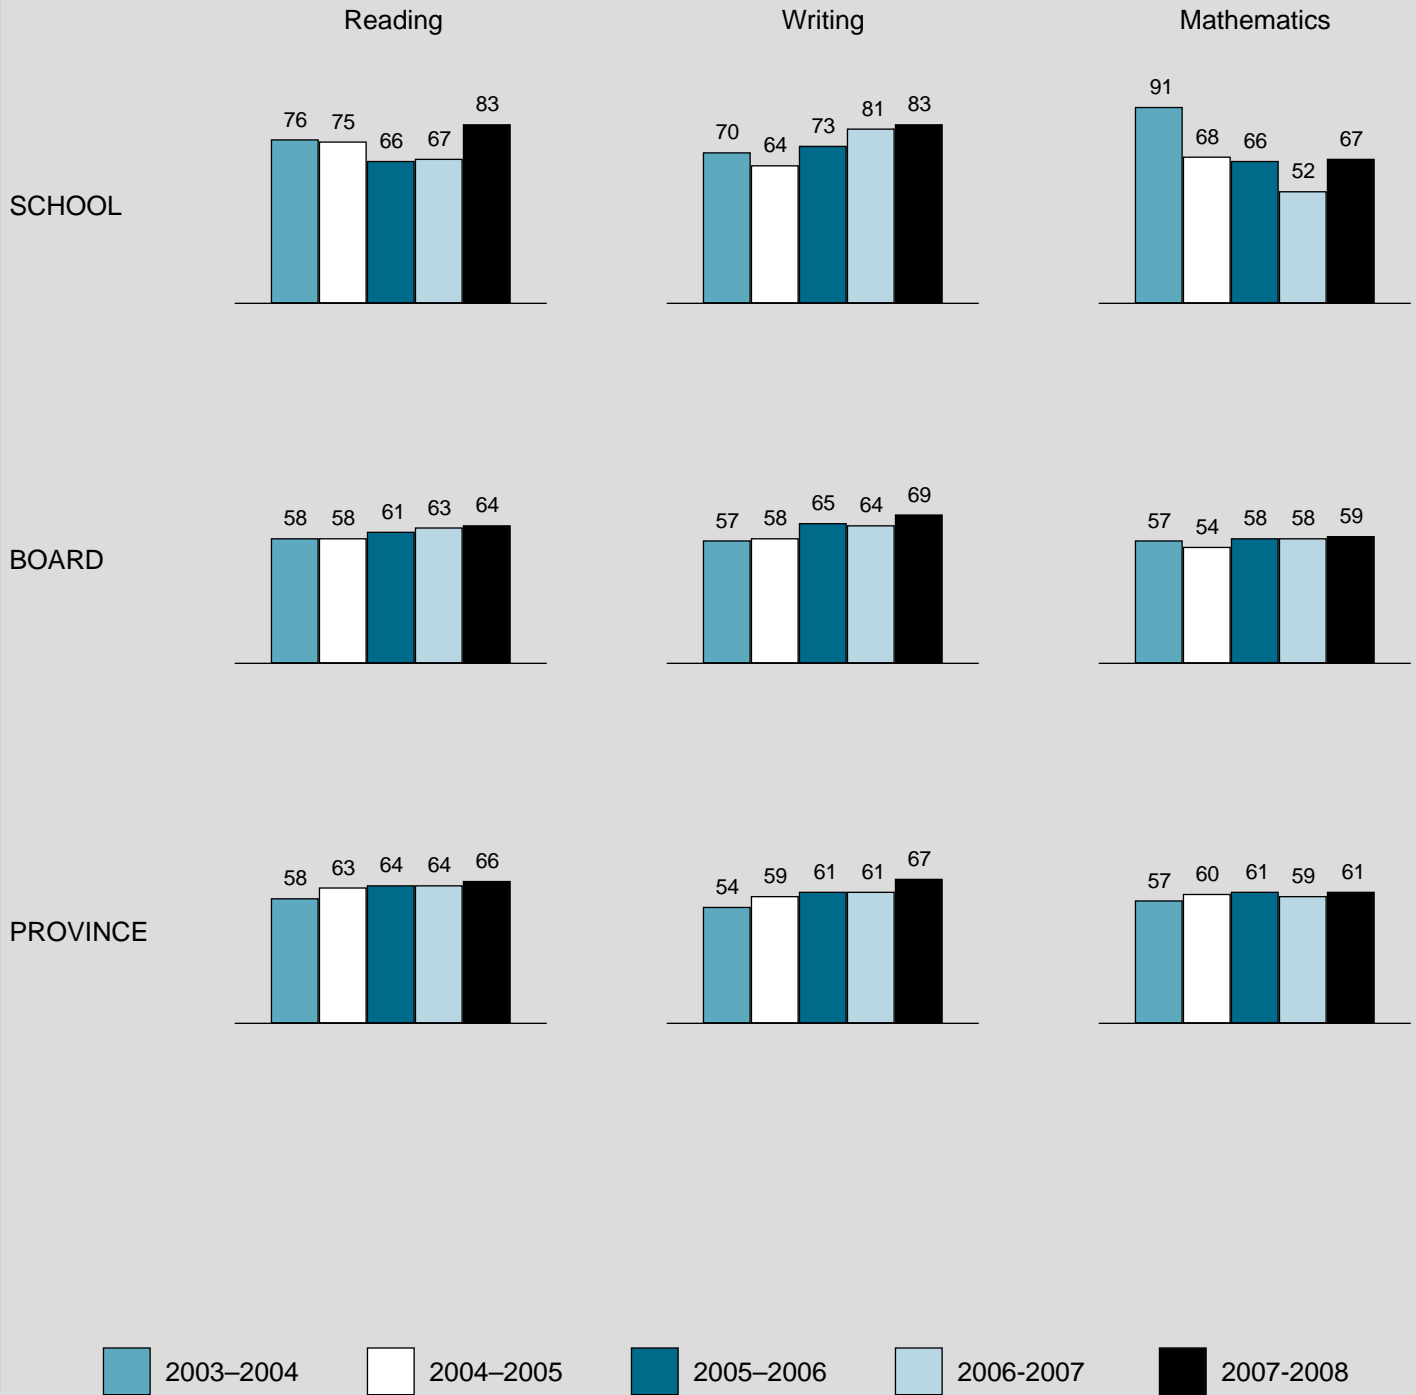 Reading Writing Mathematics
SCHOOL
76 75 66 67 83
70 64 73 81 83
91 68 66 52 67
BOARD
58 58 61 63 64
57 58 65 64 69
57 54 58 58 59
PROVINCE
58 63 64 64 66
54 59 61 61 67
57 60 61 59 61
2003–2004 2004–2005 2005–2006 2006-2007 2007-2008